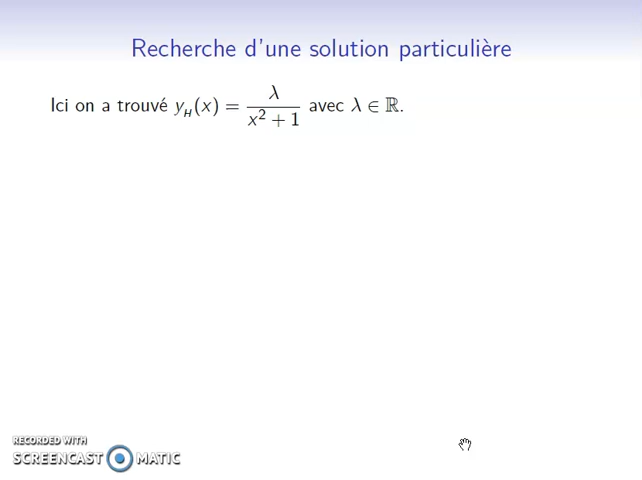 Recherche d'une solution particulière
Ici on a trouvé y_H(x) = λ / (x² + 1) avec λ ∈ ℝ.
RECORDED WITH
SCREENCAST MATIC